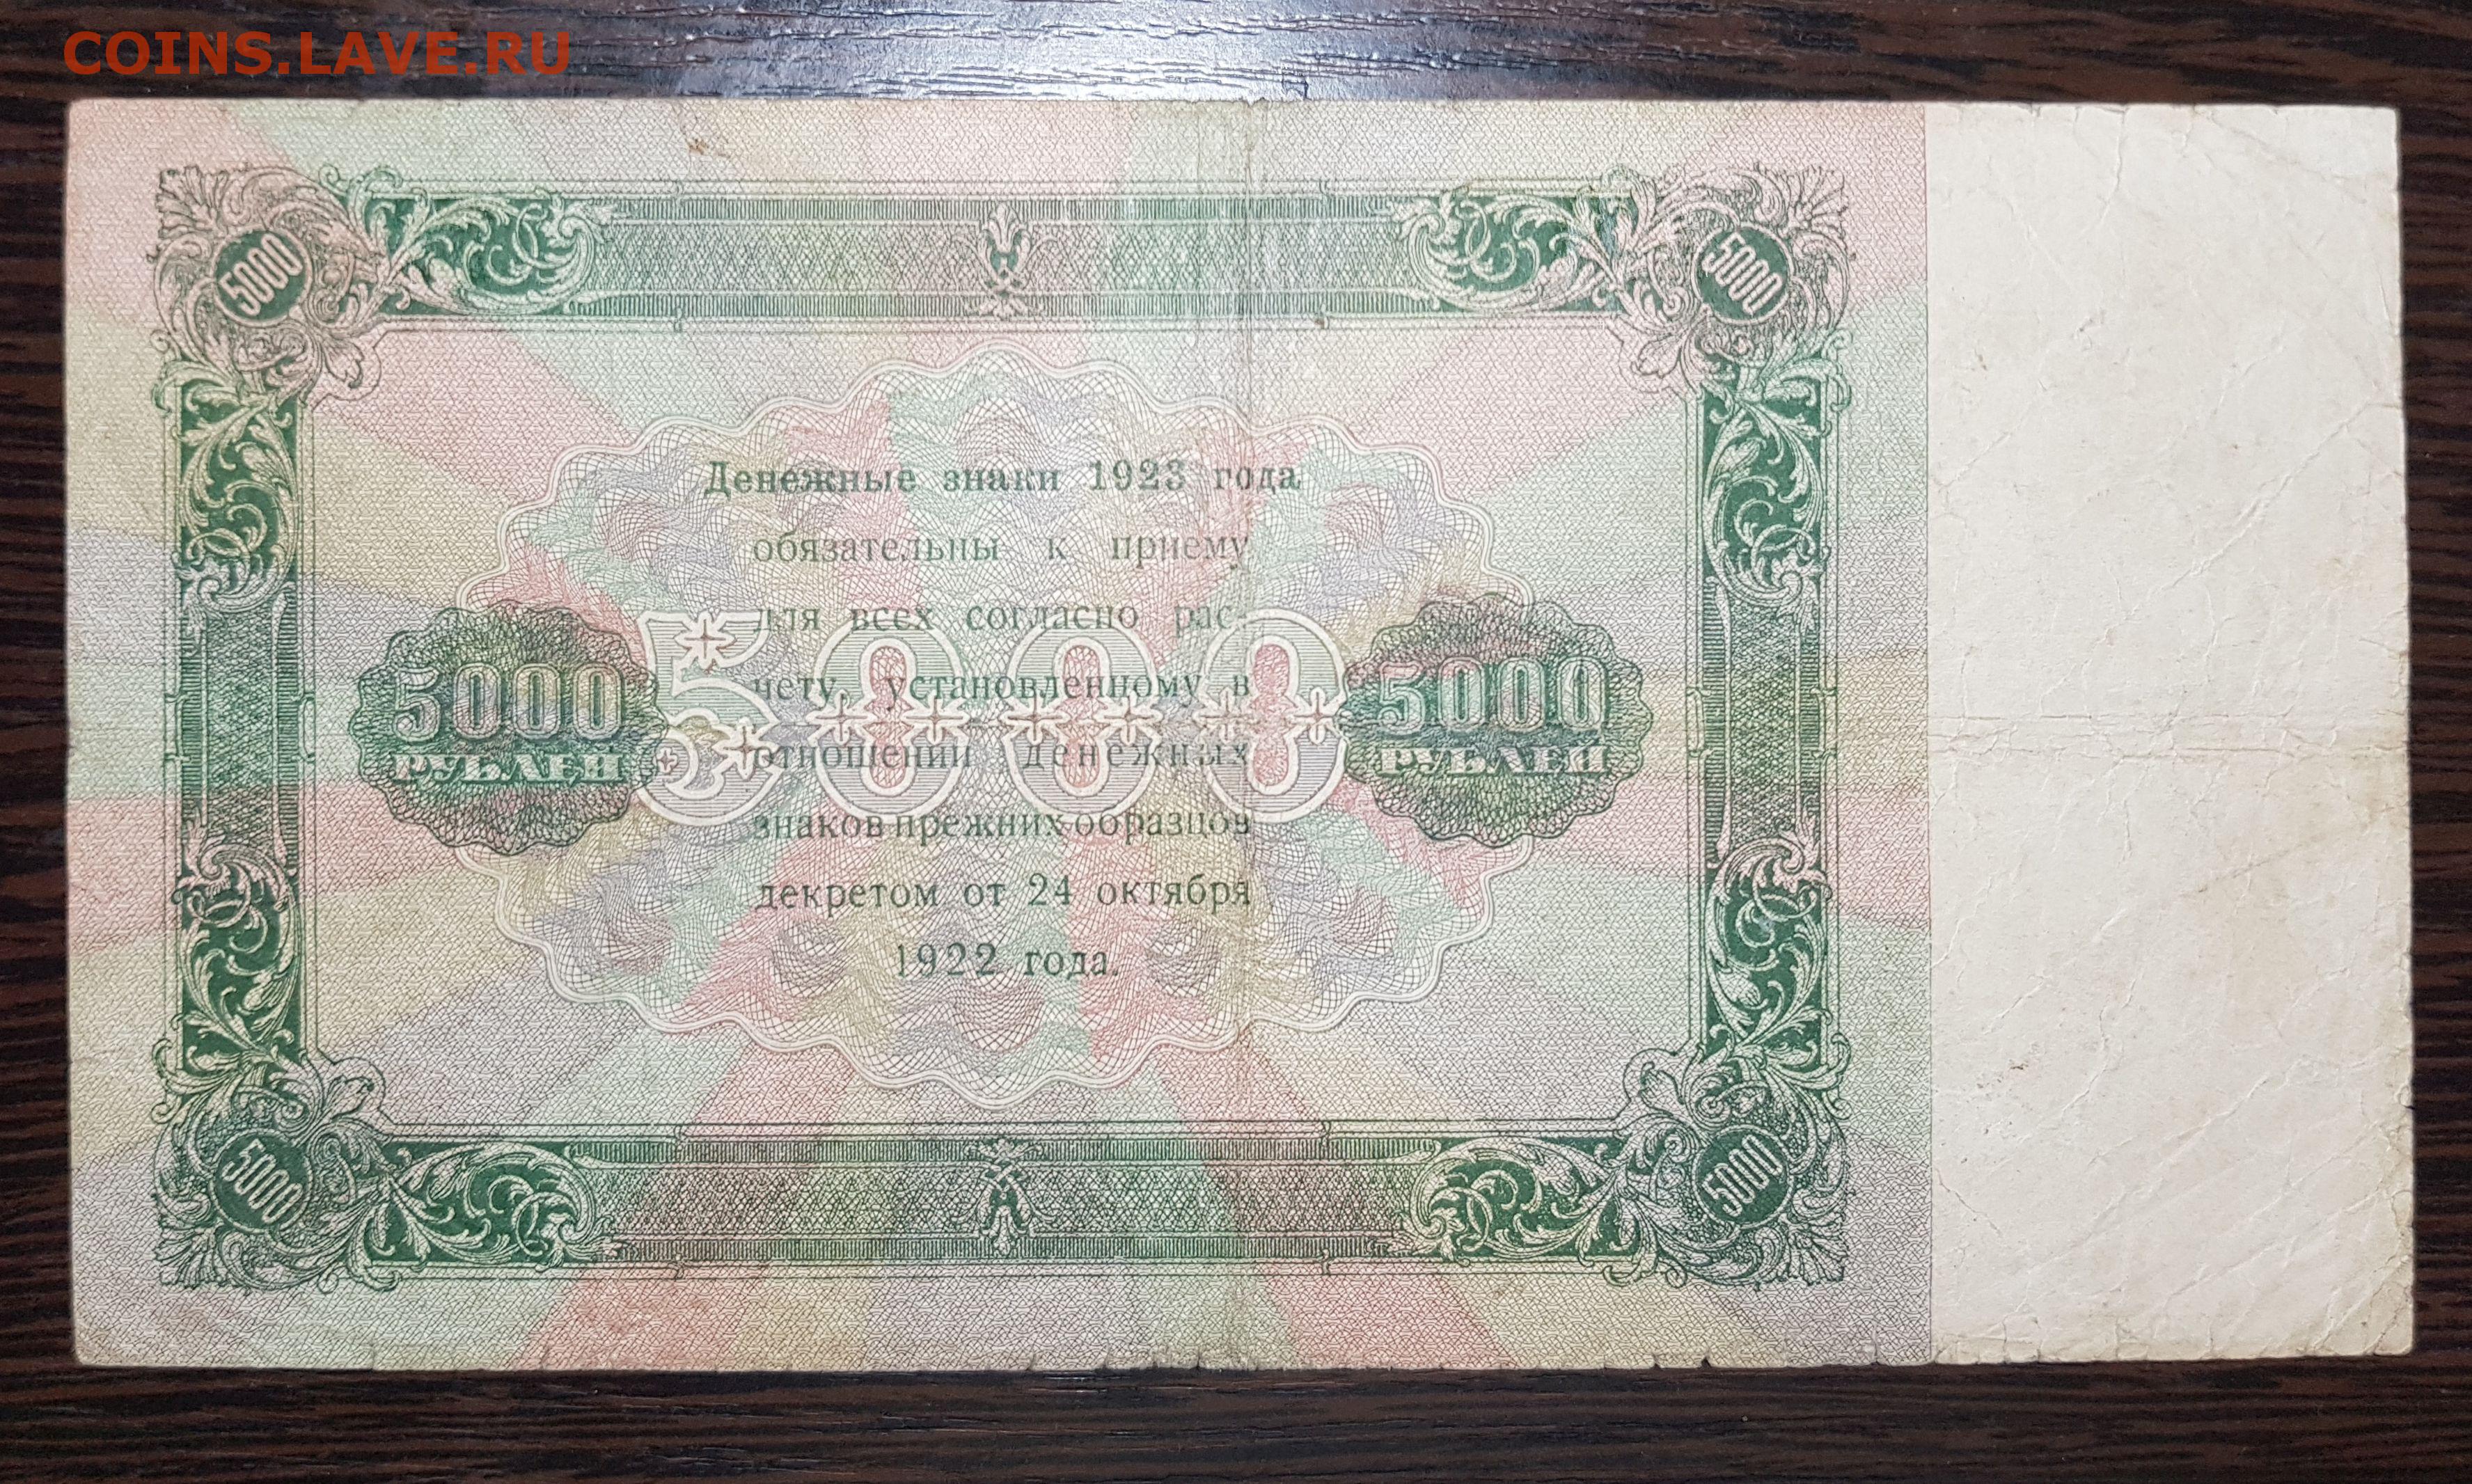 COINS.LAVE.RU
5000
5000
Денежные знаки 1923 года
обязательны к приему
для всех согласно рас-
чету, установленному в
отношении денежных
знаков прежних образцов
декретом от 24 октября
1922 года.
5000
РУБЛЕЙ
5000
5000
РУБЛЕЙ
5000
5000